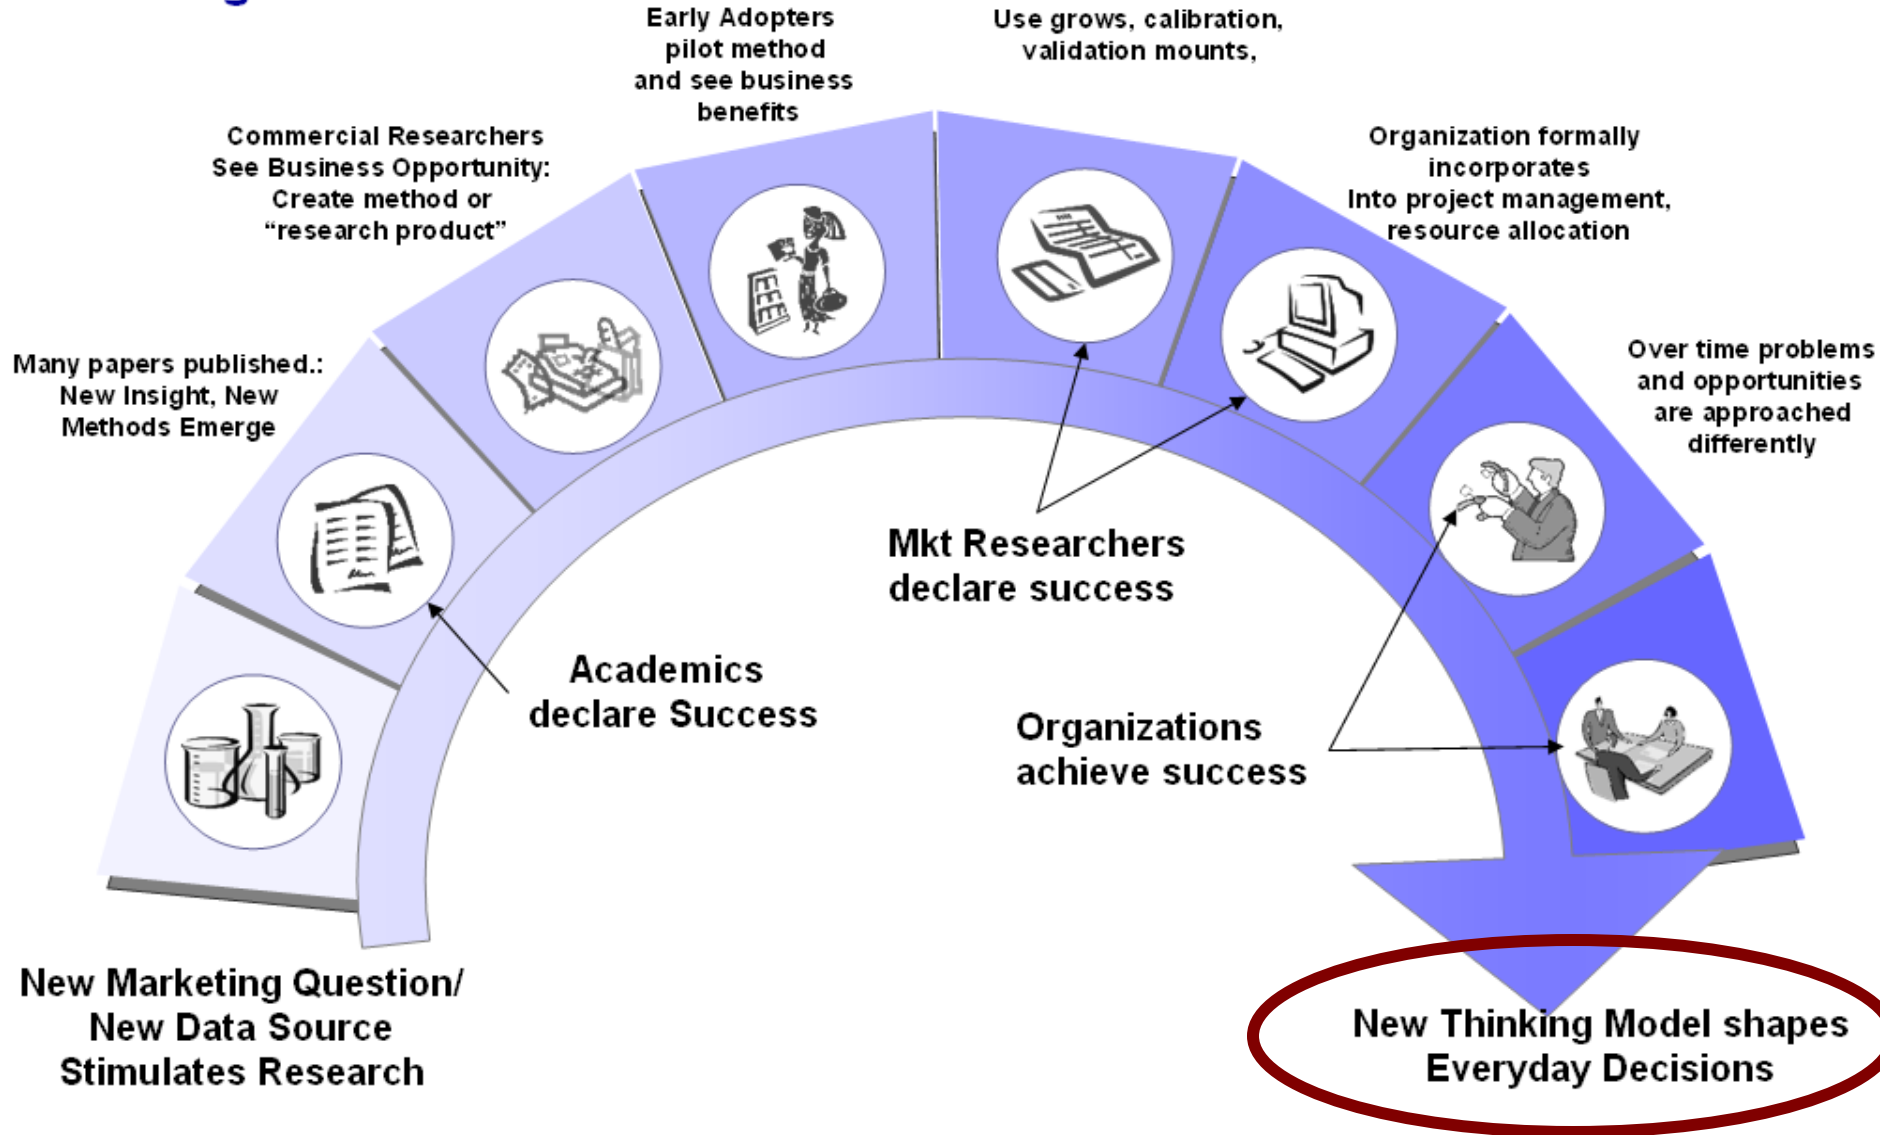 Early Adopters
pilot method
and see business
benefits
Use grows, calibration,
validation mounts,
Commercial Researchers
See Business Opportunity:
Create method or
“research product”
Organization formally
incorporates
Into project management,
resource allocation
Many papers published.:
New Insight, New
Methods Emerge
Over time problems
and opportunities
are approached
differently
Mkt Researchers
declare success
Academics
declare Success
Organizations
achieve success
New Marketing Question/
New Data Source
Stimulates Research
New Thinking Model shapes
Everyday Decisions